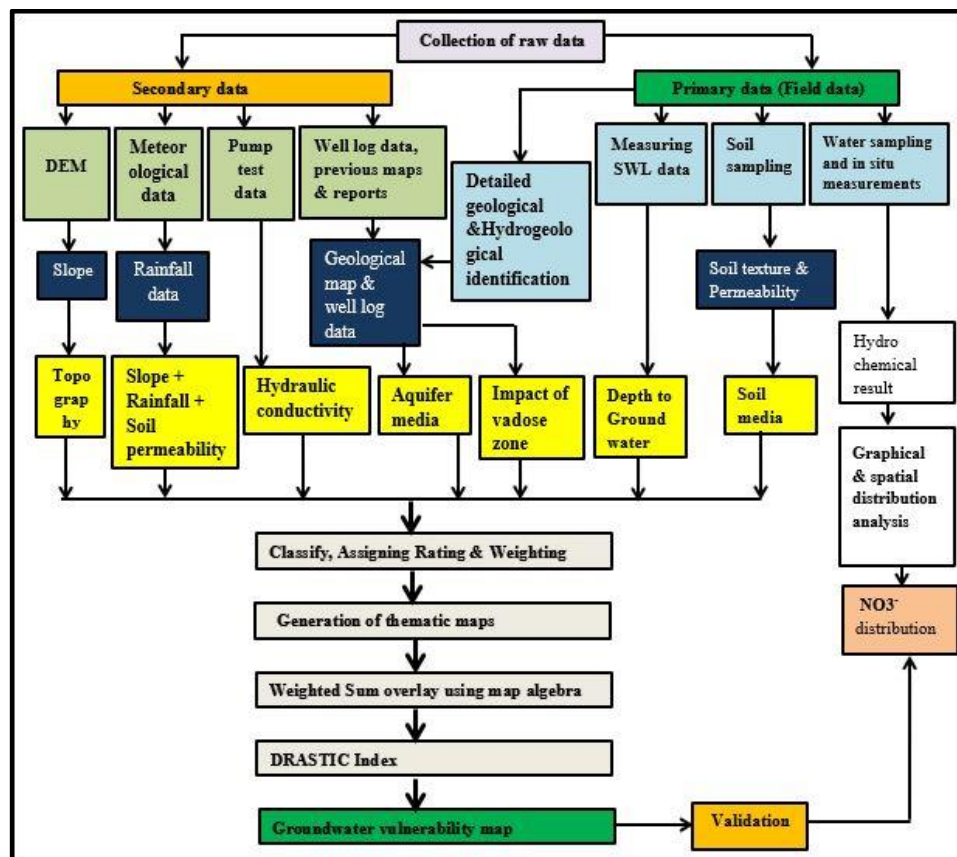 Collection of raw data
Secondary data
Primary data (Field data)
DEM
Meteor
ological
data
Pump
test
data
Well log data,
previous maps
& reports
Detailed
geological
&Hydrogeolo
gical
identification
Measuring
SWL data
Soil
sampling
Water sampling
and in situ
measurements
Slope
Rainfall
data
Geological
map &
well log
data
Soil texture &
Permeability
Hydro
chemical
result
Topo
gra
phy
Slope +
Rainfall +
Soil
permeability
Hydraulic
conductivity
Aquifer
media
Impact of
vadose
zone
Depth to
Ground
water
Soil
media
Graphical
& spatial
distribution
analysis
Classify, Assigning Rating & Weighting
Generation of thematic maps
NO3-
distribution
Weighted Sum overlay using map algebra
DRASTIC Index
Groundwater vulnerability map
Validation